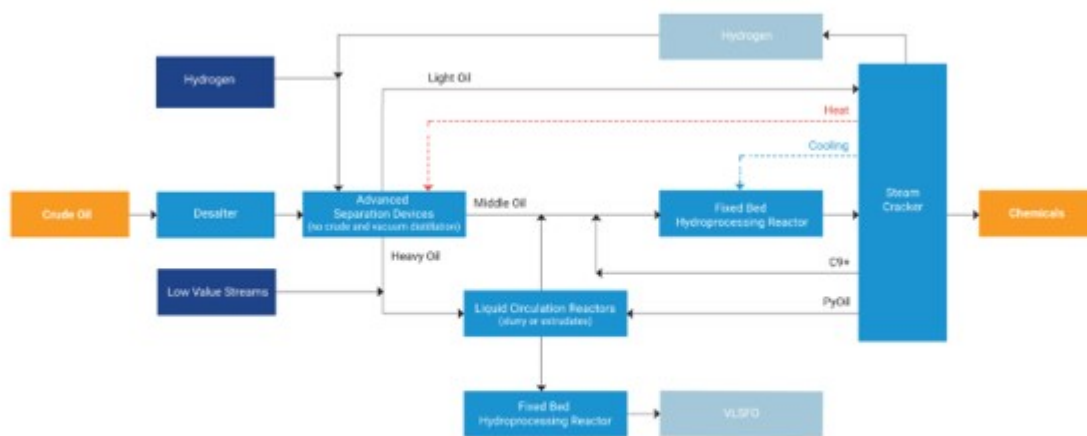 Hydrogen
Hydrogen
Light Oil
Heat
Cooling
Crude Oil
Desalter
Advanced
Separation Devices
(no crude and vacuum distillation)
Middle Oil
Fixed Bed
Hydroprocessing Reactor
Steam
Cracker
Chemicals
Heavy Oil
C9+
Low Value Streams
Liquid Circulation Reactors
(slurry or extrudates)
PyOil
Fixed Bed
Hydroprocessing Reactor
VLSFO